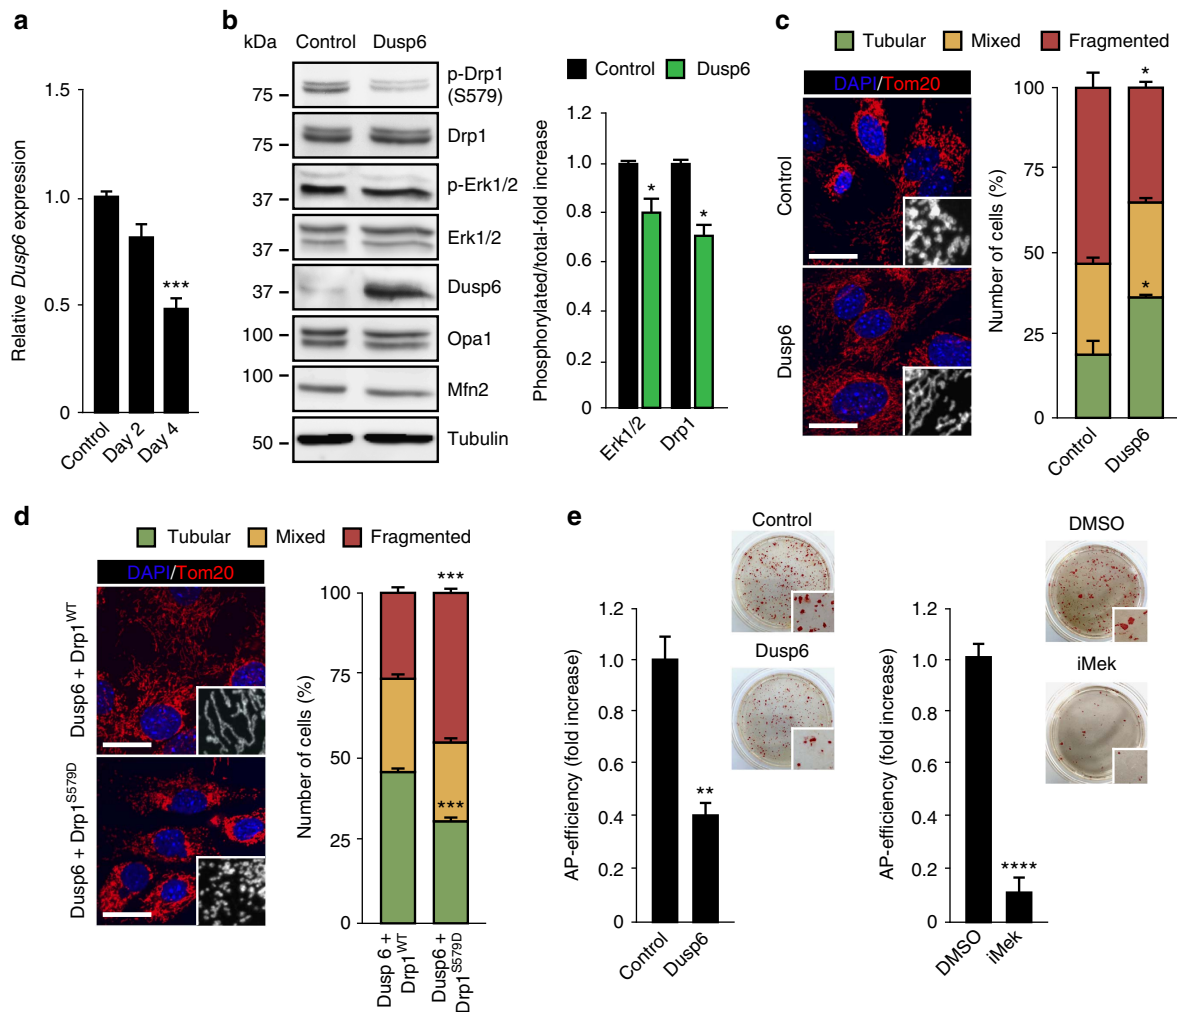 a
Relative Dusp6 expression
1.5
1.0
0.5
0
Control
Day 2
Day 4
***
b
kDa
Control
Dusp6
75
p-Drp1
(S579)
75
Drp1
37
p-Erk1/2
37
Erk1/2
37
Dusp6
100
Opa1
100
Mfn2
50
Tubulin
Control
Dusp6
Phosphorylated/total-fold increase
1.2
1.0
0.8
0.6
0.4
0.2
0
*
*
Erk1/2
Drp1
c
Tubular
Mixed
Fragmented
DAPI/Tom20
Control
Dusp6
Number of cells (%)
100
75
50
25
0
*
*
Control
Dusp6
d
Tubular
Mixed
Fragmented
DAPI/Tom20
Dusp6 + Drp1WT
Dusp6 + Drp1S579D
Number of cells (%)
100
75
50
25
0
***
***
Dusp 6 +
Drp1WT
Dusp6 +
Drp1S579D
e
Control
Dusp6
AP-efficiency (fold increase)
1.2
1.0
0.8
0.6
0.4
0.2
0
**
Control
Dusp6
DMSO
iMek
AP-efficiency (fold increase)
1.2
1.0
0.8
0.6
0.4
0.2
0
****
DMSO
iMek